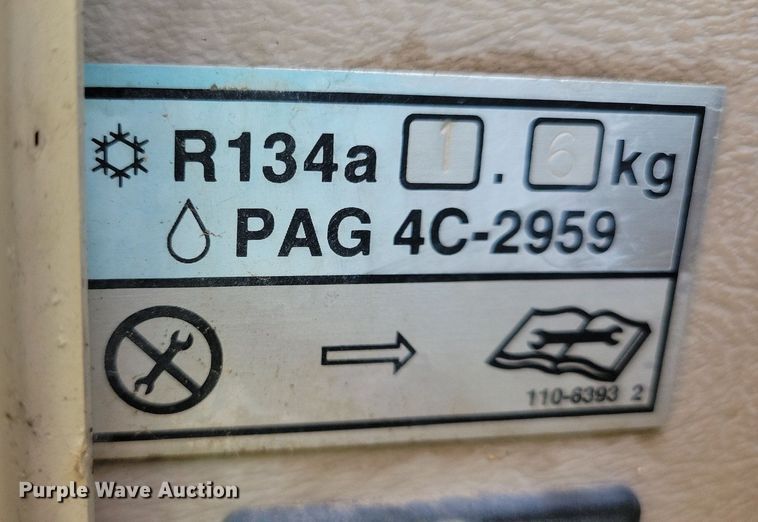 R134a 1.6 kg
PAG 4C-2959
110-6393 2
Purple Wave Auction